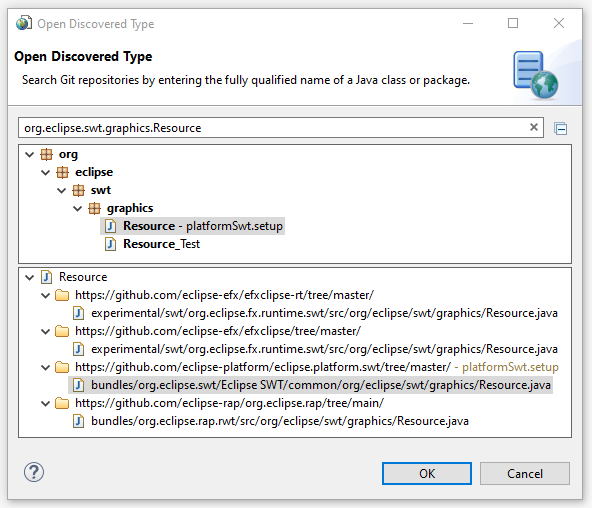 Open Discovered Type
Open Discovered Type
Search Git repositories by entering the fully qualified name of a Java class or package.
org.eclipse.swt.graphics.Resource
org
eclipse
swt
graphics
Resource - platformSwt.setup
Resource_Test
Resource
https://github.com/eclipse-efx/efxclipse-rt/tree/master/
experimental/swt/org.eclipse.fx.runtime.swt/src/org/eclipse/swt/graphics/Resource.java
https://github.com/eclipse-efx/efxclipse/tree/master/
experimental/swt/org.eclipse.fx.runtime.swt/src/org/eclipse/swt/graphics/Resource.java
https://github.com/eclipse-platform/eclipse.platform.swt/tree/master/ - platformSwt.setup
bundles/org.eclipse.swt/Eclipse SWT/common/org/eclipse/swt/graphics/Resource.java
https://github.com/eclipse-rap/org.eclipse.rap/tree/main/
bundles/org.eclipse.rap.rwt/src/org/eclipse/swt/graphics/Resource.java
OK Cancel